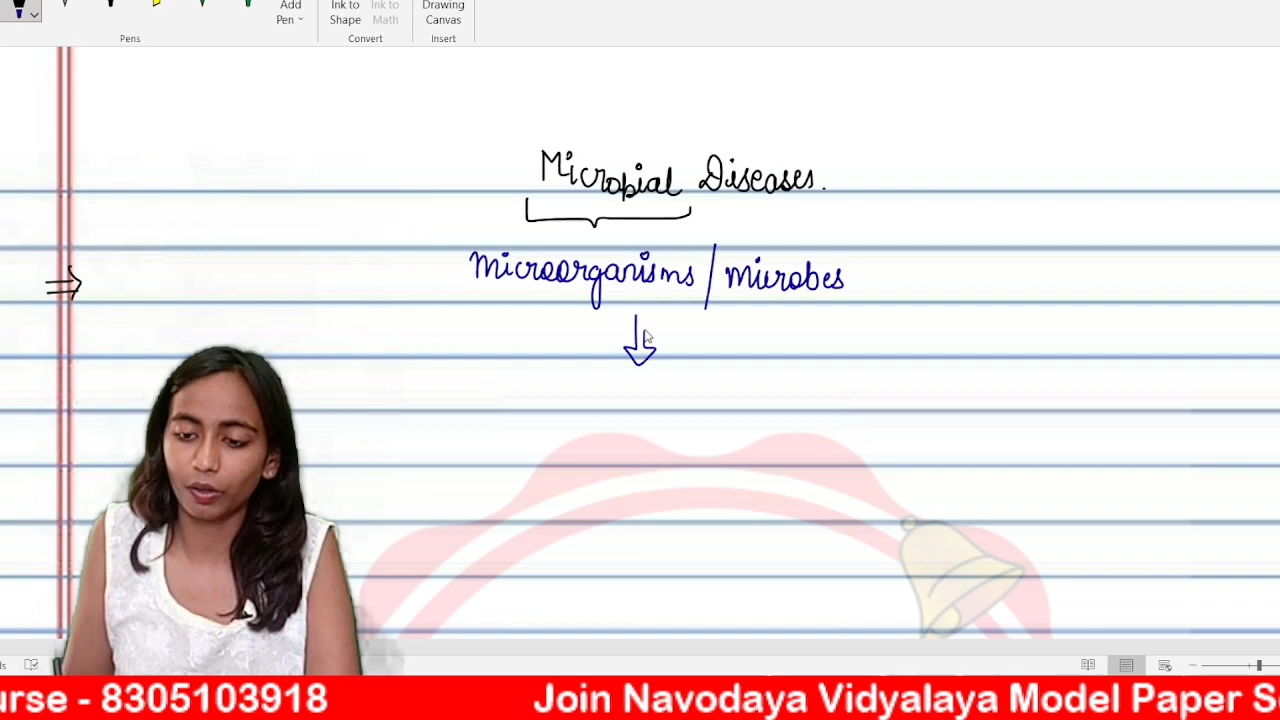 Add Pen
Ink to Shape
Ink to Math
Drawing Canvas
Pens
Convert
Insert
Microbial Diseases.
Microorganisms / Microbes
urse - 8305103918 Join Navodaya Vidyalaya Model Paper S